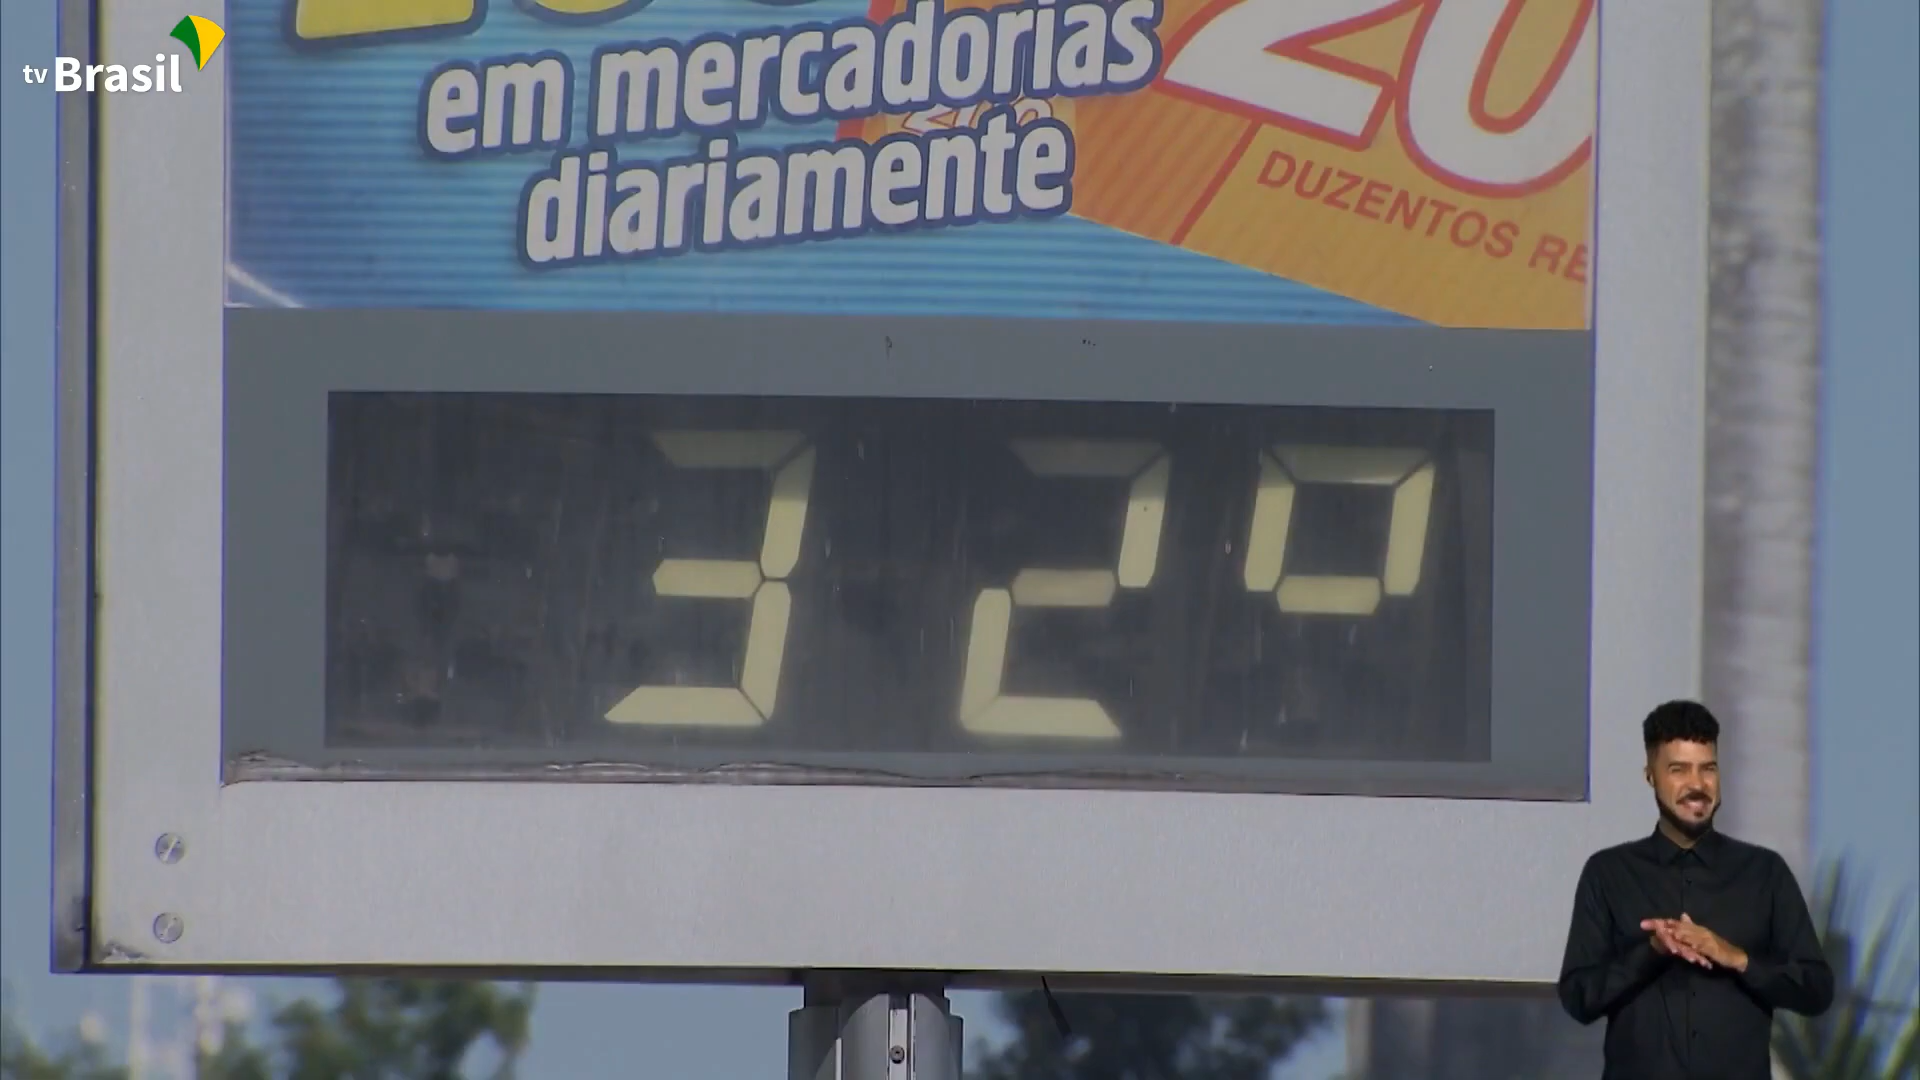 tv Brasil
em mercadorias
diariamente
20
DUZENTOS RE
32º